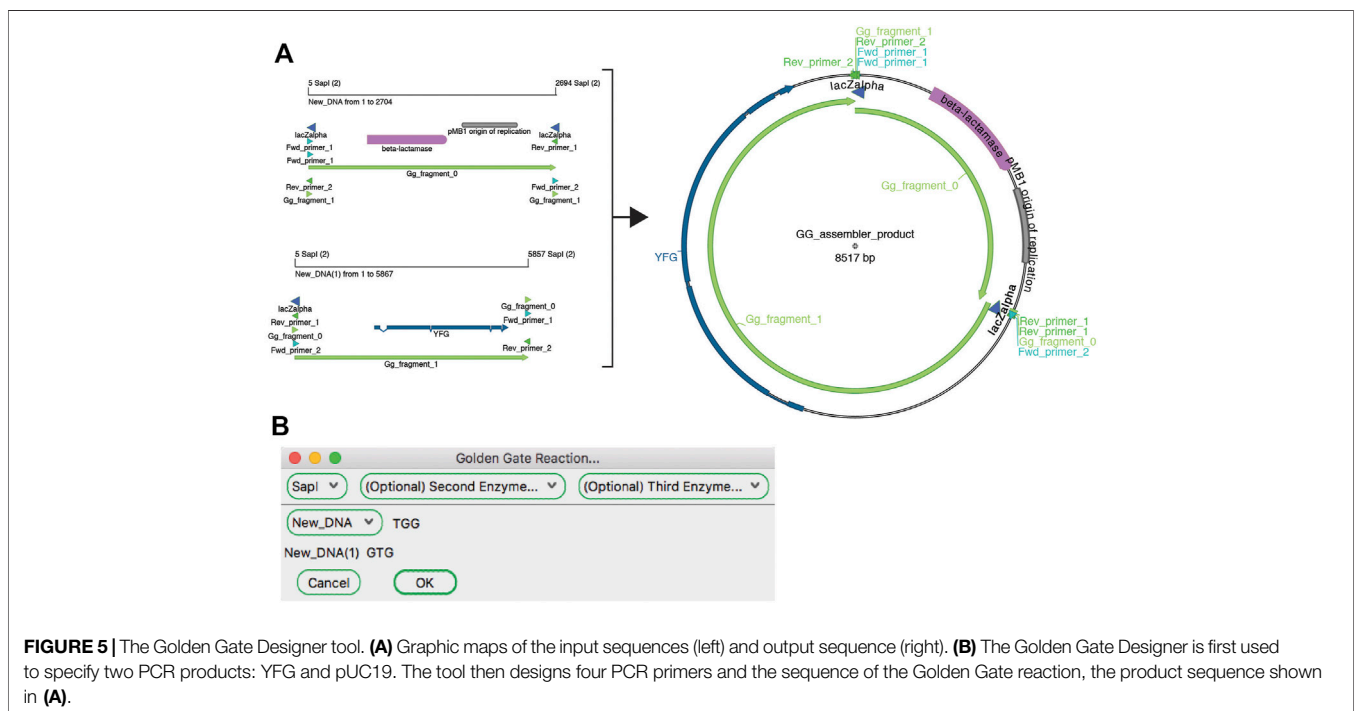 A
5 SapI (2)
2694 SapI (2)
New_DNA from 1 to 2704
lacZalpha
Fwd_primer_1
Fwd_primer_1
beta-lactamase
pMB1 origin of replication
lacZalpha
Rev_primer_1
Gg_fragment_0
Rev_primer_2
Gg_fragment_1
Fwd_primer_2
Gg_fragment_1
5 SapI (2)
5857 SapI (2)
New_DNA(1) from 1 to 5867
lacZalpha
Rev_primer_1
Gg_fragment_0
Fwd_primer_2
YFG
Gg_fragment_0
Fwd_primer_1
Rev_primer_2
Gg_fragment_1
Gg_fragment_1
Rev_primer_2
Fwd_primer_1
Rev_primer_2
Fwd_primer_1
lacZalpha
beta-lactamase
pMB1 origin of replication
Gg_fragment_0
GG_assembler_product
8517 bp
YFG
Gg_fragment_1
lacZalpha
Rev_primer_1
Rev_primer_1
Gg_fragment_0
Fwd_primer_2
B
Golden Gate Reaction...
SapI (Optional) Second Enzyme... (Optional) Third Enzyme...
New_DNA TGG
New_DNA(1) GTG
Cancel OK
FIGURE 5 | The Golden Gate Designer tool. (A) Graphic maps of the input sequences (left) and output sequence (right). (B) The Golden Gate Designer is first used
to specify two PCR products: YFG and pUC19. The tool then designs four PCR primers and the sequence of the Golden Gate reaction, the product sequence shown
in (A).